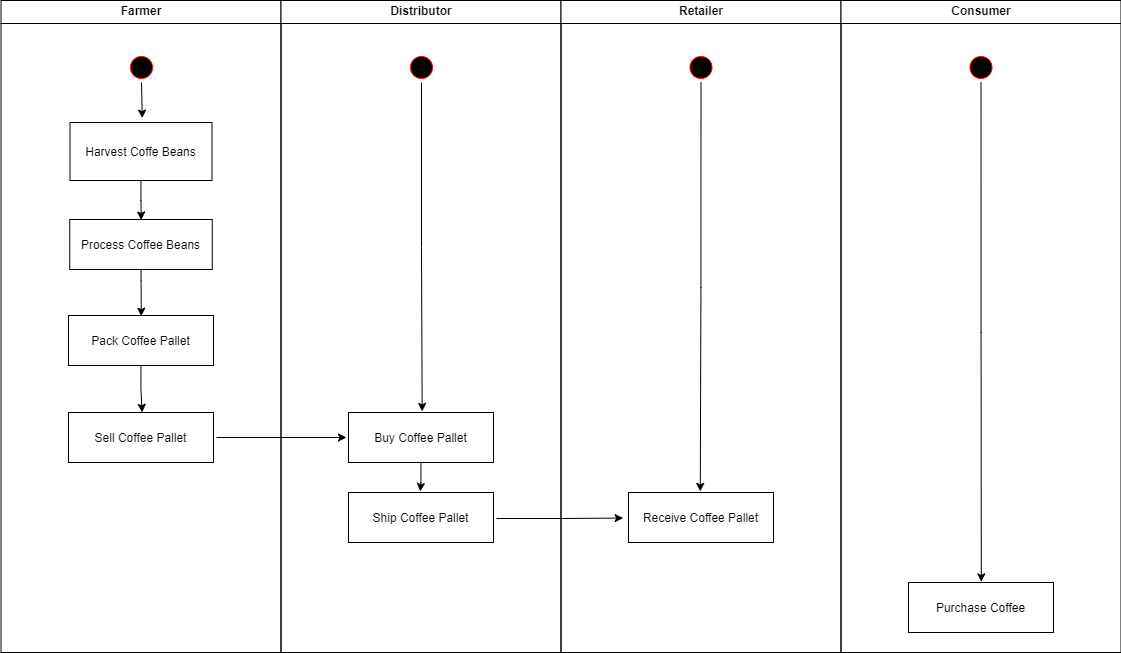 Farmer
Distributor
Retailer
Consumer
Harvest Coffe Beans
Process Coffee Beans
Pack Coffee Pallet
Sell Coffee Pallet
Buy Coffee Pallet
Ship Coffee Pallet
Receive Coffee Pallet
Purchase Coffee